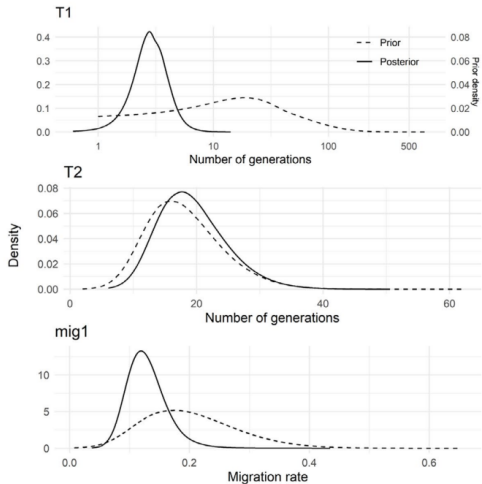 T1
0.4
0.3
0.2
0.1
0.0
0.08
0.06
0.04
0.02
0.00
Prior density
Prior
Posterior
1 10 100 500
Number of generations
T2
0.08
0.06
0.04
0.02
0.00
Density
0 20 40 60
Number of generations
mig1
10
5
0
0.0 0.2 0.4 0.6
Migration rate